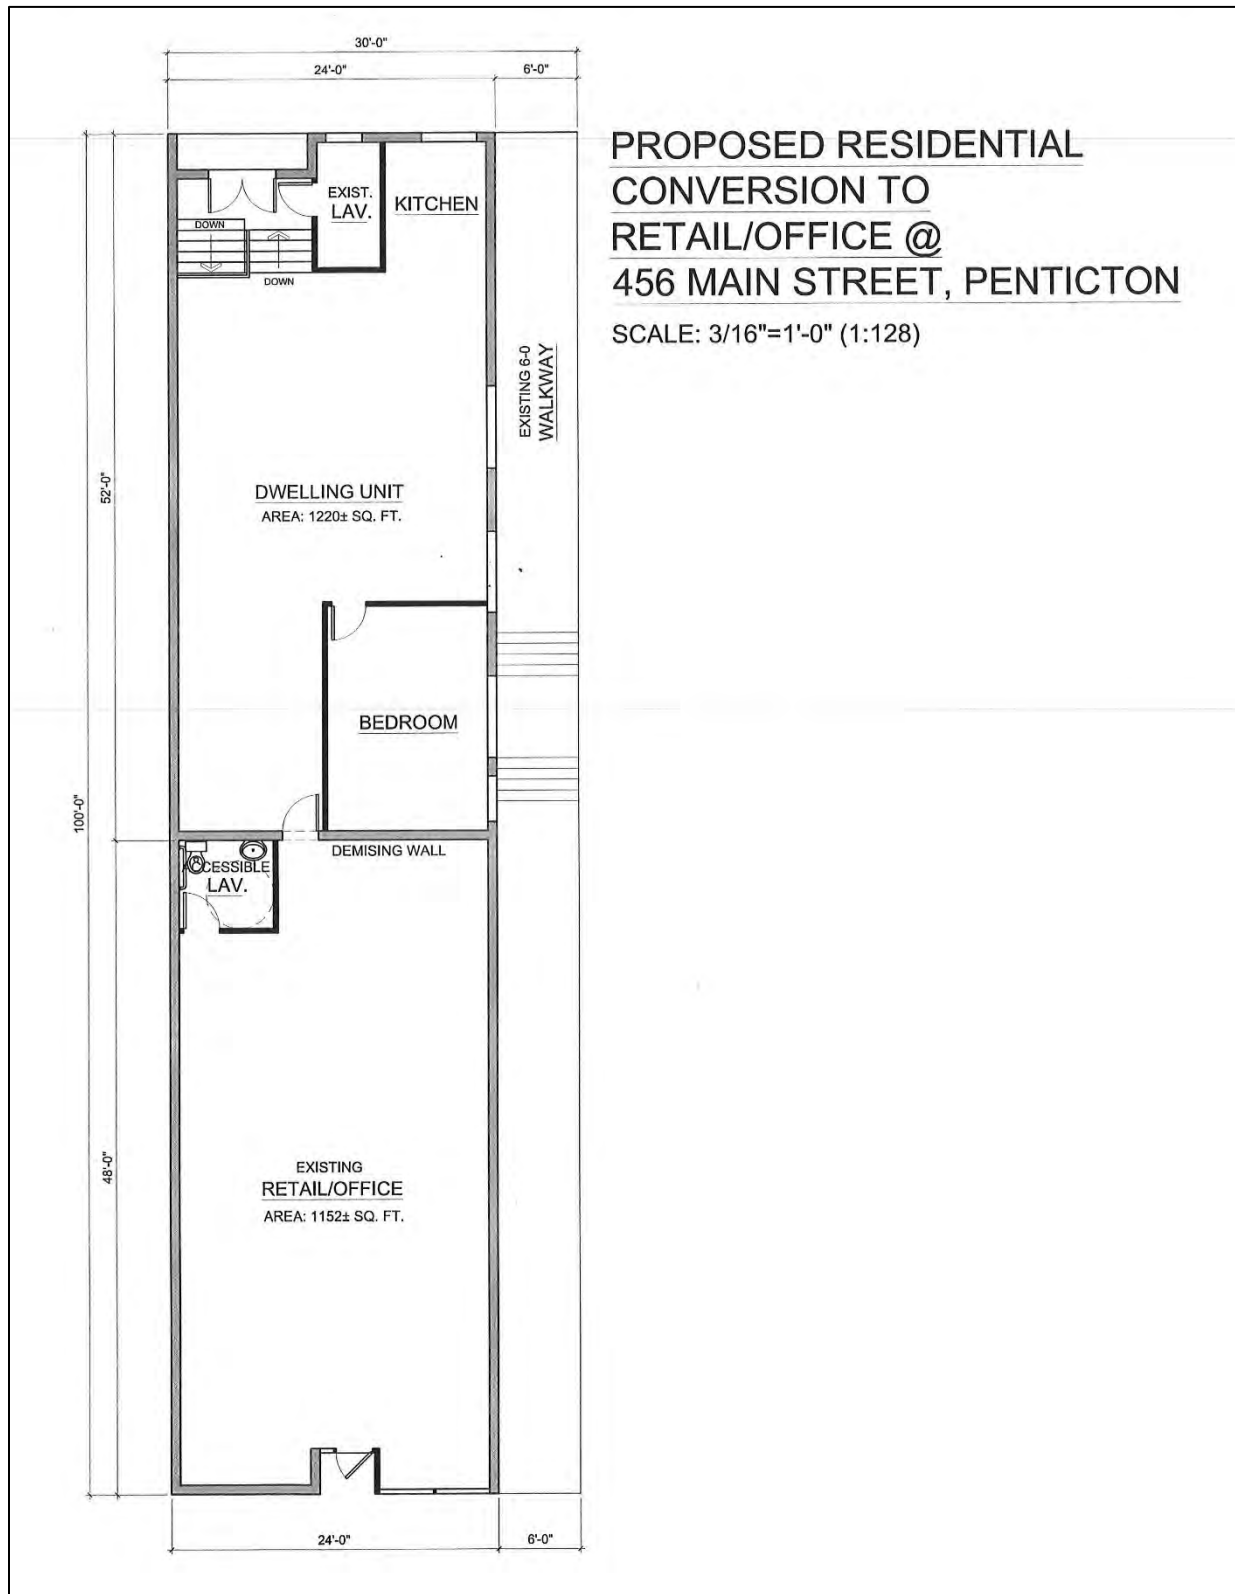 30'-0"
24'-0"
6'-0"
PROPOSED RESIDENTIAL
CONVERSION TO
RETAIL/OFFICE @
456 MAIN STREET, PENTICTON
SCALE: 3/16"=1'-0" (1:128)
EXIST.
LAV.
KITCHEN
DOWN
DOWN
EXISTING 6-0
WALKWAY
52'-0"
DWELLING UNIT
AREA: 1220± SQ. FT.
BEDROOM
100'-0"
DEMISING WALL
ACCESSIBLE
LAV.
48'-0"
EXISTING
RETAIL/OFFICE
AREA: 1152± SQ. FT.
24'-0"
6'-0"